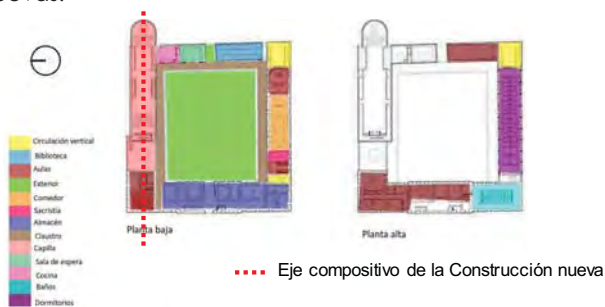 Circulación vertical
Biblioteca
Aulas
Exterior
Comedor
Sacristía
Almacén
Claustro
Capilla
Sala de espera
Cocina
Baños
Dormitorios
Planta baja
Planta alta
Eje compositivo de la Construcción nueva